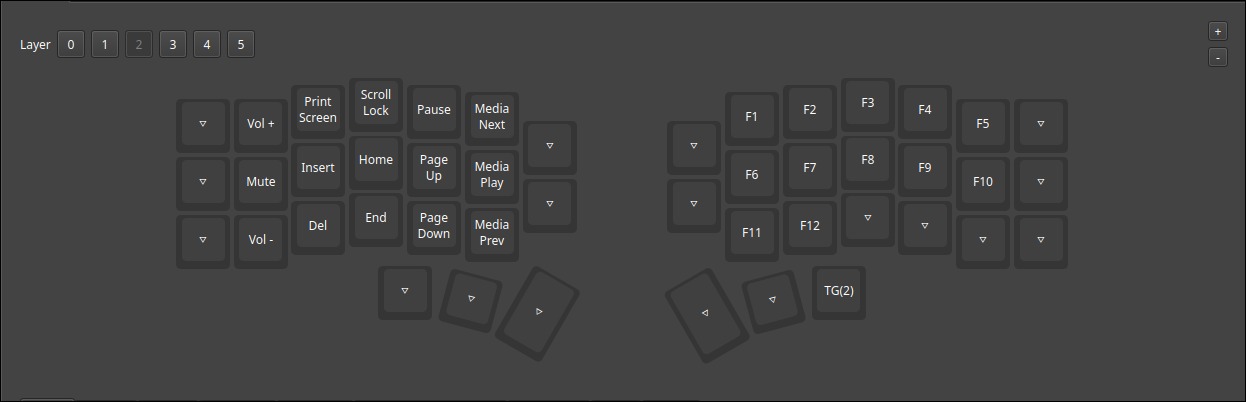 Layer 0 1 2 3 4 5
+
-
Vol +
Print
Screen
Scroll
Lock
Pause
Media
Next
F1
F2
F3
F4
F5
Mute
Insert
Home
Page
Up
Media
Play
F6
F7
F8
F9
F10
Vol -
Del
End
Page
Down
Media
Prev
F11
F12
TG(2)